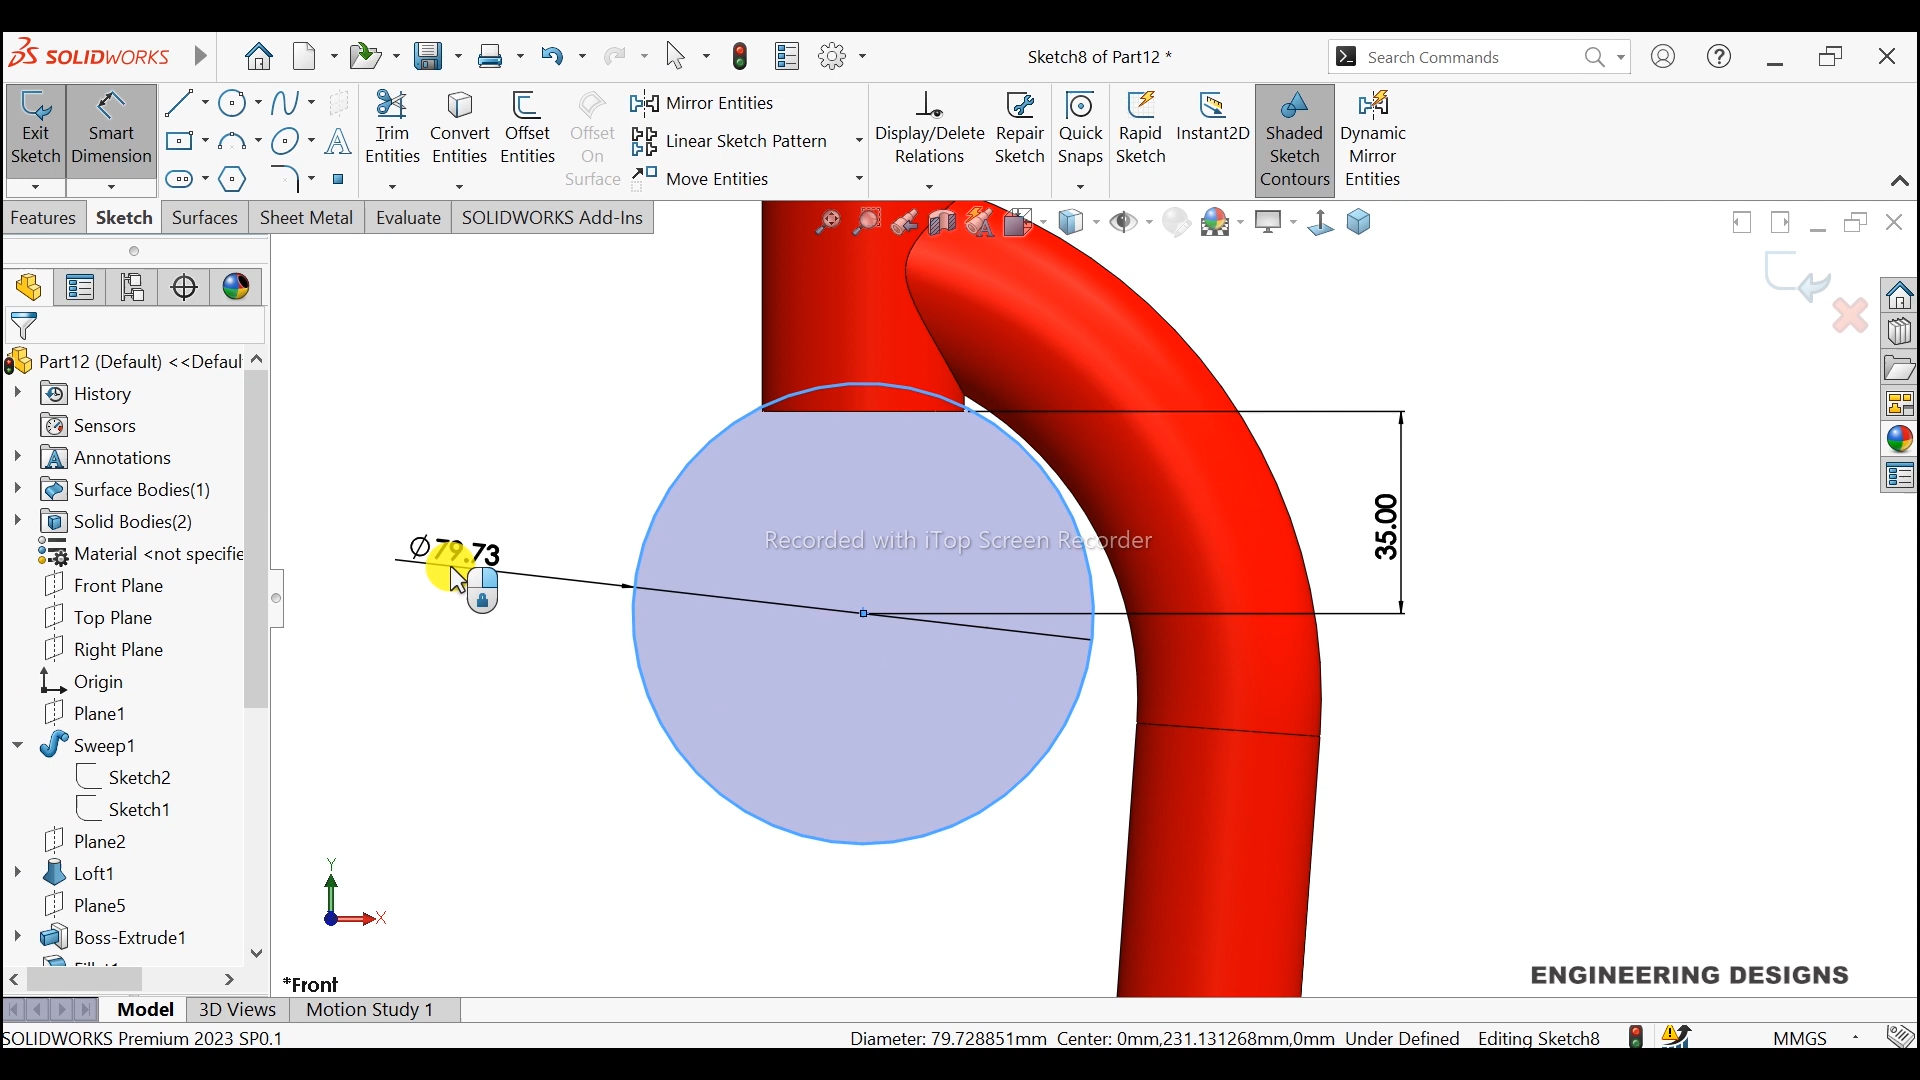 SOLIDWORKS
Sketch8 of Part12 *
Search Commands
Exit Sketch
Smart Dimension
Trim Entities
Convert Entities
Offset Entities
Offset On Surface
Mirror Entities
Linear Sketch Pattern
Move Entities
Display/Delete Relations
Repair Sketch
Quick Snaps
Rapid Sketch
Instant2D
Shaded Sketch Contours
Dynamic Mirror Entities
Features
Sketch
Surfaces
Sheet Metal
Evaluate
SOLIDWORKS Add-Ins
Part12 (Default) <<Defaul
History
Sensors
Annotations
Surface Bodies(1)
Solid Bodies(2)
Material <not specifie
Front Plane
Top Plane
Right Plane
Origin
Plane1
Sweep1
Sketch2
Sketch1
Plane2
Loft1
Plane5
Boss-Extrude1
Ø79.73
35.00
Recorded with iTop Screen Recorder
Y
X
*Front
ENGINEERING DESIGNS
Model
3D Views
Motion Study 1
SOLIDWORKS Premium 2023 SP0.1
Diameter: 79.728851mm Center: 0mm,231.131268mm,0mm
Under Defined
Editing Sketch8
MMGS